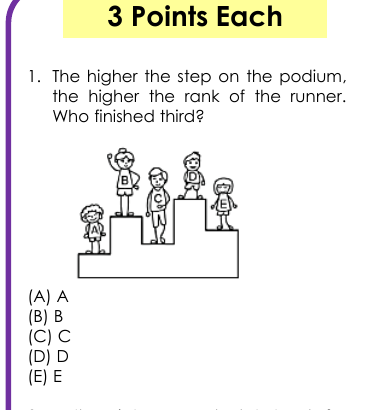 3 Points Each
1. The higher the step on the podium,
the higher the rank of the runner.
Who finished third?
B
D
C
E
A
(A) A
(B) B
(C) C
(D) D
(E) E